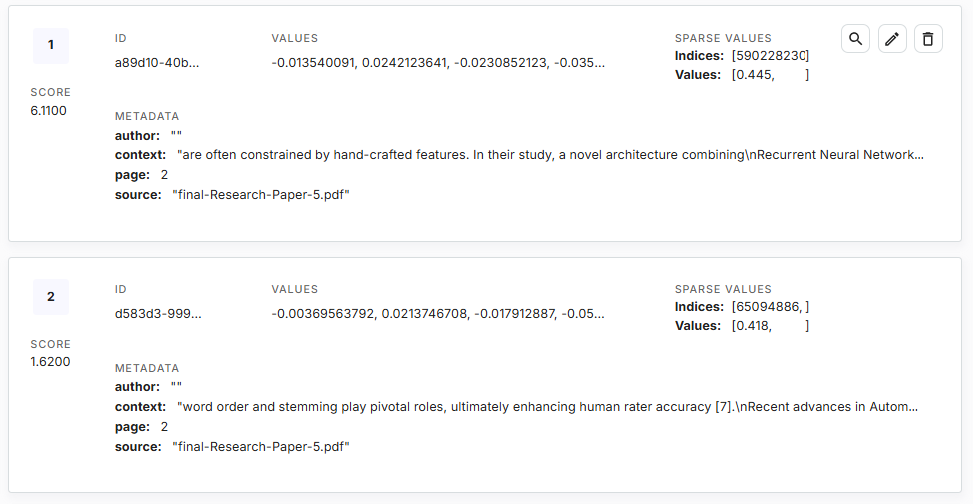 1
ID
VALUES
SPARSE VALUES
a89d10-40b...
-0.013540091, 0.0242123641, -0.0230852123, -0.035...
Indices: [590228230]
Values: [0.445, ]
SCORE
6.1100
METADATA
author: ""
context: "are often constrained by hand-crafted features. In their study, a novel architecture combining\nRecurrent Neural Network...
page: 2
source: "final-Research-Paper-5.pdf"
2
ID
VALUES
SPARSE VALUES
d583d3-999...
-0.00369563792, 0.0213746708, -0.017912887, -0.05...
Indices: [65094886, ]
Values: [0.418, ]
SCORE
1.6200
METADATA
author: ""
context: "word order and stemming play pivotal roles, ultimately enhancing human rater accuracy [7].\nRecent advances in Autom...
page: 2
source: "final-Research-Paper-5.pdf"